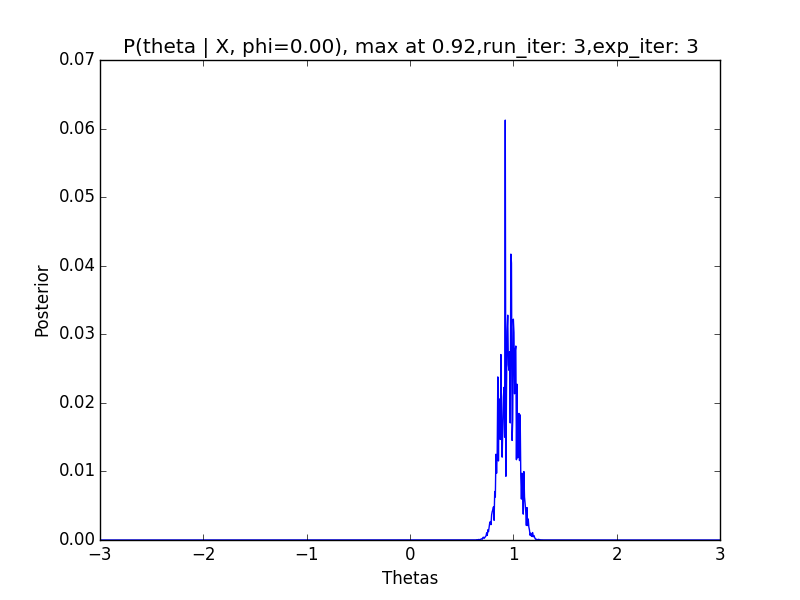 P(theta | X, phi=0.00), max at 0.92,run_iter: 3,exp_iter: 3
0.07
0.06
0.05
0.04
0.03
0.02
0.01
0.00
Posterior
−3 −2 −1 0 1 2 3
Thetas